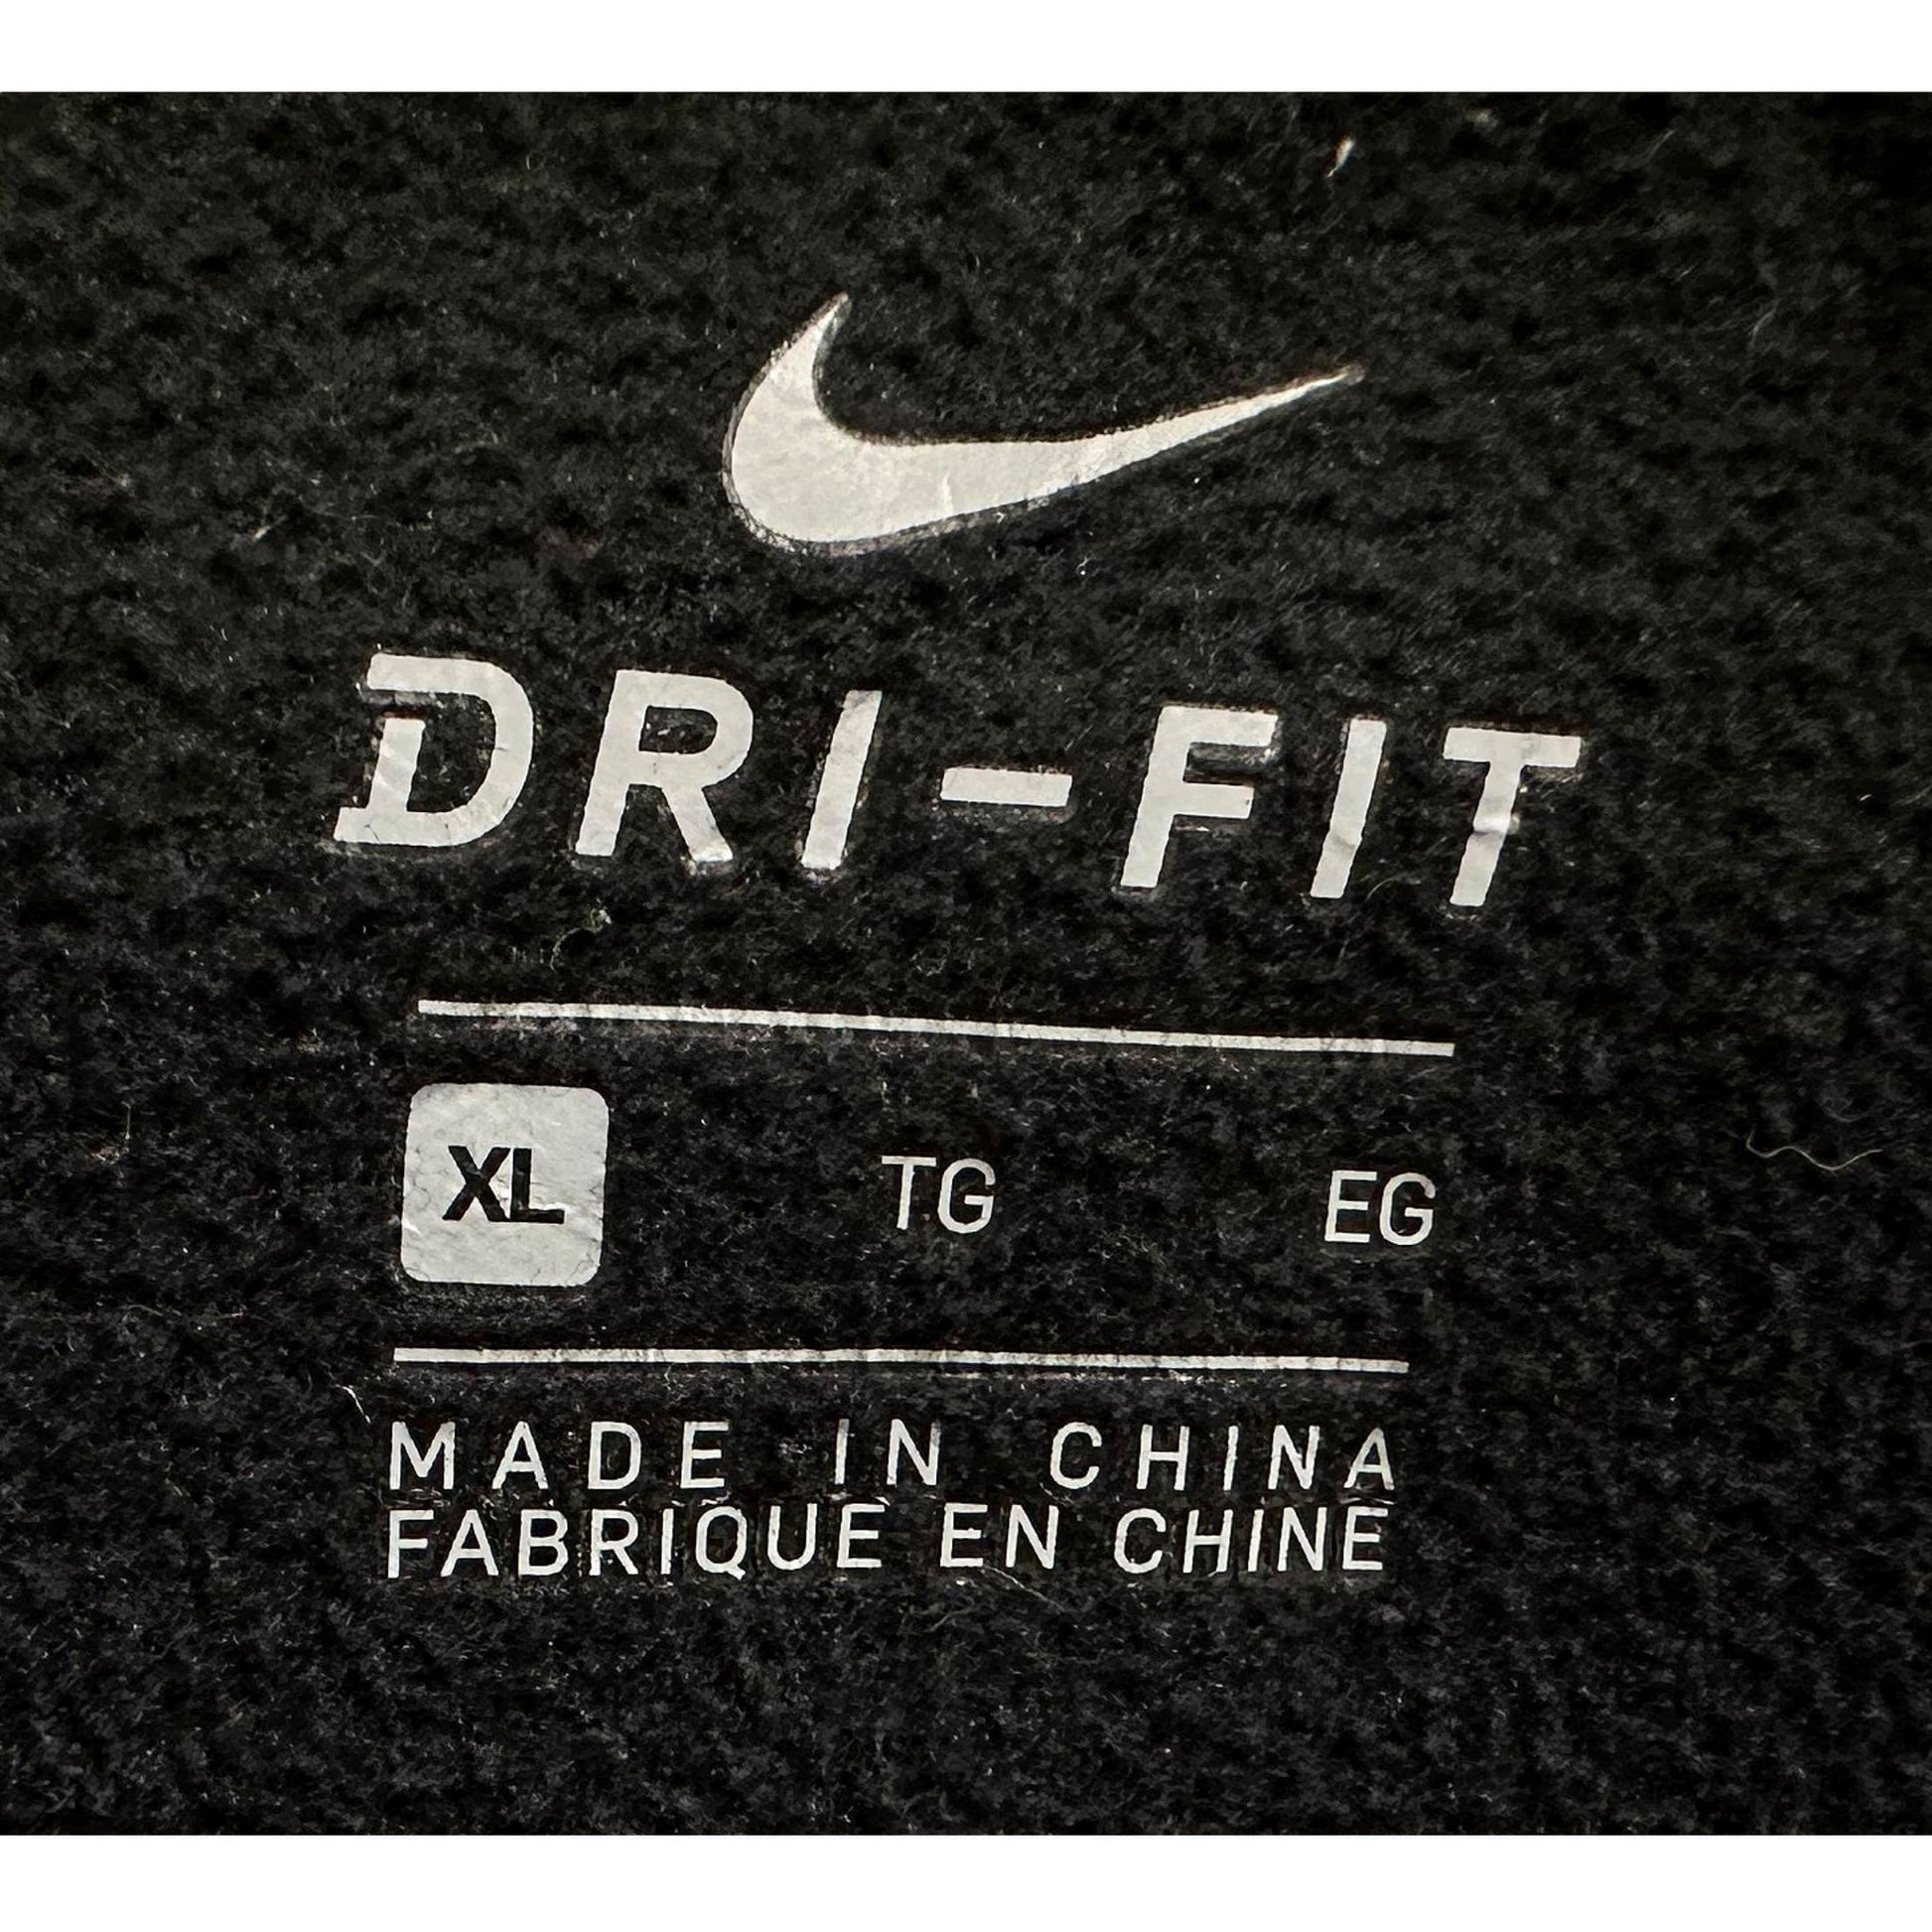 DRI-FIT
XL TG EG
MADE IN CHINA
FABRIQUE EN CHINE